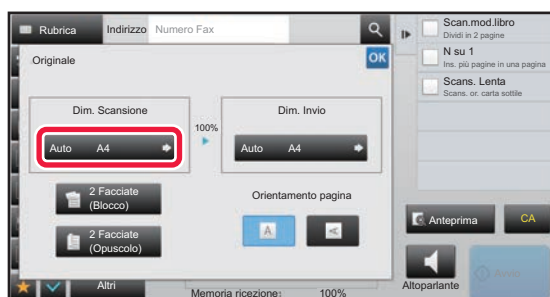 Rubrica
Indirizzo
Numero Fax
Originale
OK
Dim. Scansione
Auto A4
100%
Dim. Invio
Auto A4
2 Facciate
(Blocco)
2 Facciate
(Opuscolo)
Orientamento pagina
A
A
Altri
Memoria ricezione: 100%
Scan.mod.libro
Dividi in 2 pagine
N su 1
Ins. più pagine in una pagina
Scans. Lenta
Scans. or. carta sottile
Anteprima
CA
Altoparlante
Avvio